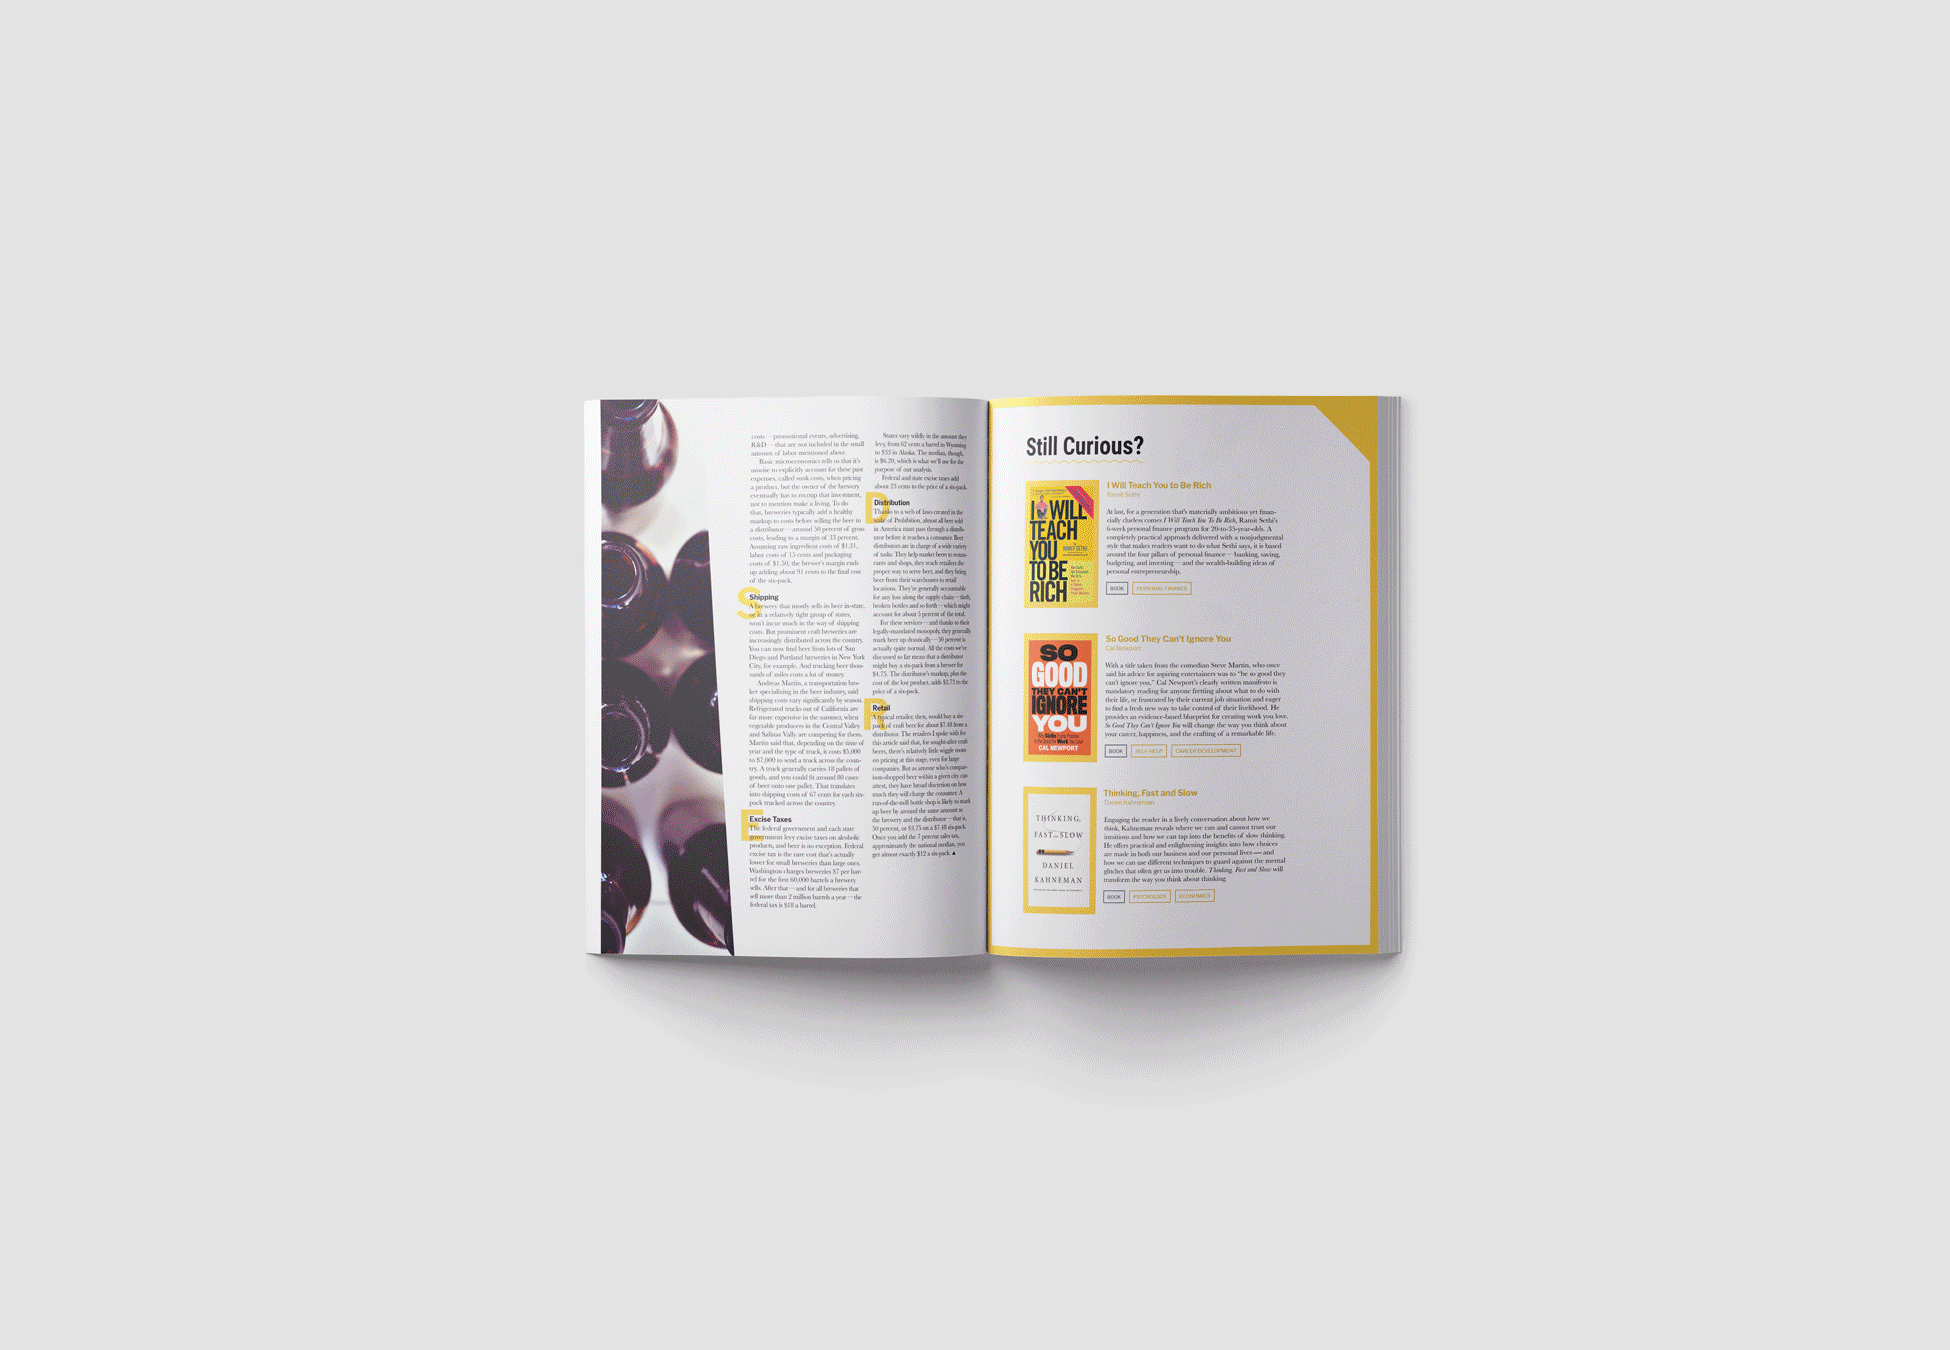 costs—promotional events, advertising,
R&D—that are not included in the small
amount of labor mentioned above.
Basic microeconomics tells us that it's
unwise to explicitly account for these past
expenses, called sunk costs, when pricing
a product, but the owner of the brewery
eventually has to recoup that investment,
not to mention make a living. To do
that, breweries typically add a healthy
markup to costs before selling the beer to
a distributor—around 50 percent of gross
costs, leading to a margin of 33 percent.
Assuming raw ingredient costs of $1.31,
labor costs of 15 cents and packaging
costs of $1.30, the brewer's margin ends
up adding about 91 cents to the final cost
of the six-pack.
S
Shipping
A brewery that mostly sells its beer in-state,
or in a relatively tight group of states,
won't incur much in the way of shipping
costs. But prominent craft breweries are
increasingly distributed across the country.
You can now find beer from lots of San
Diego and Portland breweries in New York
City, for example. And trucking beer thou-
sands of miles costs a lot of money.
Andreas Martin, a transportation bro-
ker specializing in the beer industry, said
shipping costs vary significantly by season.
Refrigerated trucks out of California are
far more expensive in the summer, when
vegetable producers in the Central Valley
and Salinas Vally are competing for them.
Martin said that, depending on the time of
year and the type of truck, it costs $5,000
to $7,000 to send a truck across the coun-
try. A truck generally carries 18 pallets of
goods, and you could fit around 80 cases
of beer onto one pallet. That translates
into shipping costs of 67 cents for each six-
pack trucked across the country.
E
Excise Taxes
The federal government and each state
government levy excise taxes on alcoholic
products, and beer is no exception. Federal
excise tax is the rare cost that's actually
lower for small breweries than large ones.
Washington charges breweries $7 per bar-
rel for the first 60,000 barrels a brewery
sells. After that—and for all breweries that
sell more than 2 million barrels a year—the
federal tax is $18 a barrel.
States vary wildly in the amount they
levy, from 62 cents a barrel in Wyoming
to $33 in Alaska. The median, though,
is $6.20, which is what we'll use for the
purpose of our analysis.
Federal and state excise taxes add
about 23 cents to the price of a six-pack.
D
Distribution
Thanks to a web of laws created in the
wake of Prohibition, almost all beer sold
in America must pass through a distrib-
utor before it reaches a consumer. Beer
distributors are in charge of a wide variety
of tasks: They help market beers to restau-
rants and shops, they teach retailers the
proper way to serve beer, and they bring
beer from their warehouses to retail
locations. They're generally accountable
for any loss along the supply chain—theft,
broken bottles and so forth—which might
account for about 5 percent of the total.
For these services—and thanks to their
legally-mandated monopoly, they generally
mark beer up drastically—50 percent is
actually quite normal. All the costs we've
discussed so far mean that a distributor
might buy a six-pack from a brewer for
$4.75. The distributor's markup, plus the
cost of the lost product, adds $2.73 to the
price of a six-pack.
R
Retail
A typical retailer, then, would buy a six-
pack of craft beer for about $7.48 from a
distributor. The retailers I spoke with for
this article said that, for sought-after craft
beers, there's relatively little wiggle room
on pricing at this stage, even for large
companies. But as anyone who's compar-
ison-shopped beer within a given city can
attest, they have broad discretion on how
much they will charge the consumer. A
run-of-the-mill bottle shop is likely to mark
up beer by around the same amount as
the brewery and the distributor—that is,
50 percent, or $3.75 on a $7.48 six-pack.
Once you add the 7 percent sales tax,
approximately the national median, you
get almost exactly $12 a six-pack. ▲
Still Curious?
I WILL
TEACH
YOU
TO BE
RICH
RAMIT SETHI
I Will Teach You to Be Rich
Ramit Sethi
At last, for a generation that's materially ambitious yet finan-
cially clueless comes I Will Teach You To Be Rich, Ramit Sethi's
6-week personal finance program for 20-to-35-year-olds. A
completely practical approach delivered with a nonjudgmental
style that makes readers want to do what Sethi says, it is based
around the four pillars of personal finance—banking, saving,
budgeting, and investing—and the wealth-building ideas of
personal entrepreneurship.
BOOK PERSONAL FINANCE
SO
GOOD
THEY CAN'T
IGNORE
YOU
CAL NEWPORT
So Good They Can't Ignore You
Cal Newport
With a title taken from the comedian Steve Martin, who once
said his advice for aspiring entertainers was to "be so good they
can't ignore you," Cal Newport's clearly written manifesto is
mandatory reading for anyone fretting about what to do with
their life, or frustrated by their current job situation and eager
to find a fresh new way to take control of their livelihood. He
provides an evidence-based blueprint for creating work you love.
So Good They Can't Ignore You will change the way you think about
your career, happiness, and the crafting of a remarkable life.
BOOK SELF-HELP CAREER DEVELOPMENT
THINKING,
FAST AND SLOW
DANIEL
KAHNEMAN
Thinking, Fast and Slow
Daniel Kahneman
Engaging the reader in a lively conversation about how we
think, Kahneman reveals where we can and cannot trust our
intuitions and how we can tap into the benefits of slow thinking.
He offers practical and enlightening insights into how choices
are made in both our business and our personal lives—and
how we can use different techniques to guard against the mental
glitches that often get us into trouble. Thinking, Fast and Slow will
transform the way you think about thinking.
BOOK PSYCHOLOGY ECONOMICS